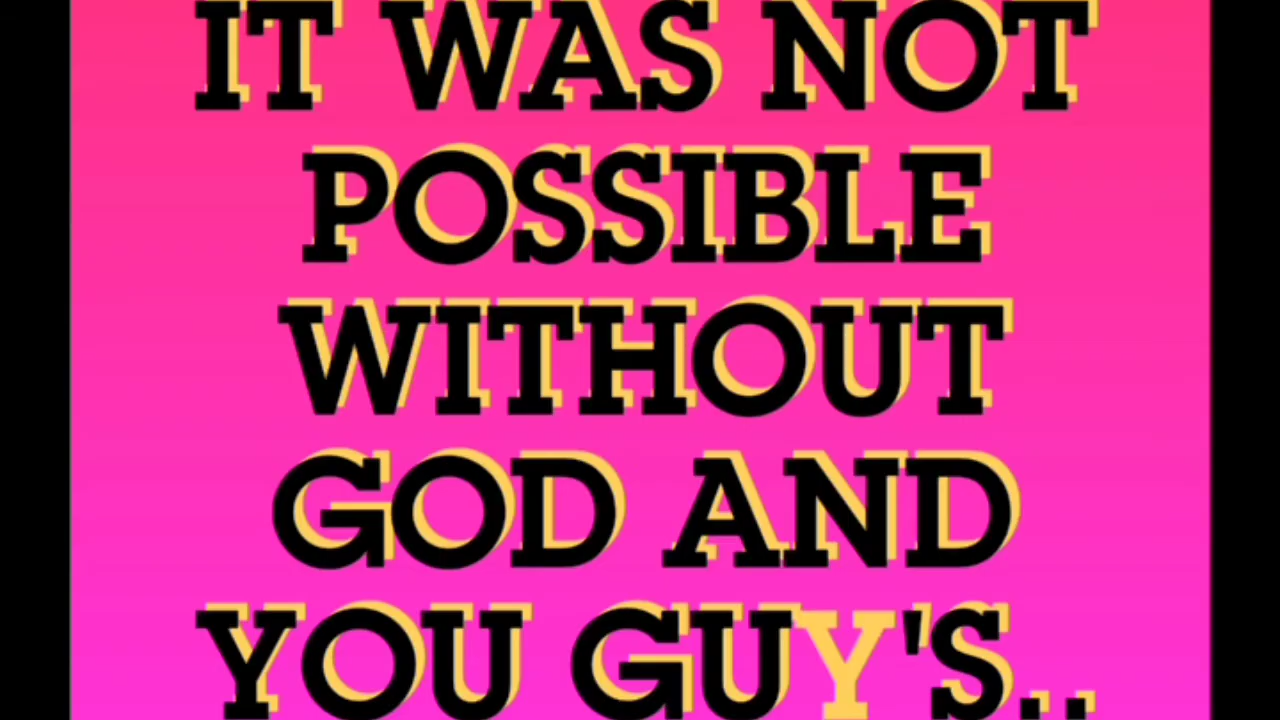 IT WAS NOT
POSSIBLE
WITHOUT
GOD AND
YOU GUY'S..